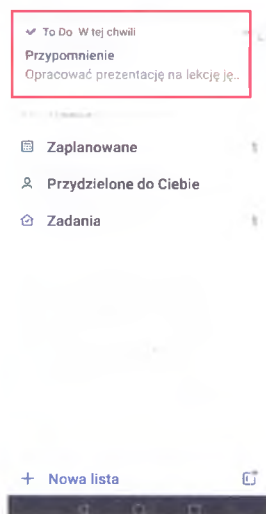 To Do W tej chwili
Przypomnienie
Opracować prezentację na lekcję ję..
Zaplanowane
Przydzielone do Ciebie
Zadania
+ Nowa lista